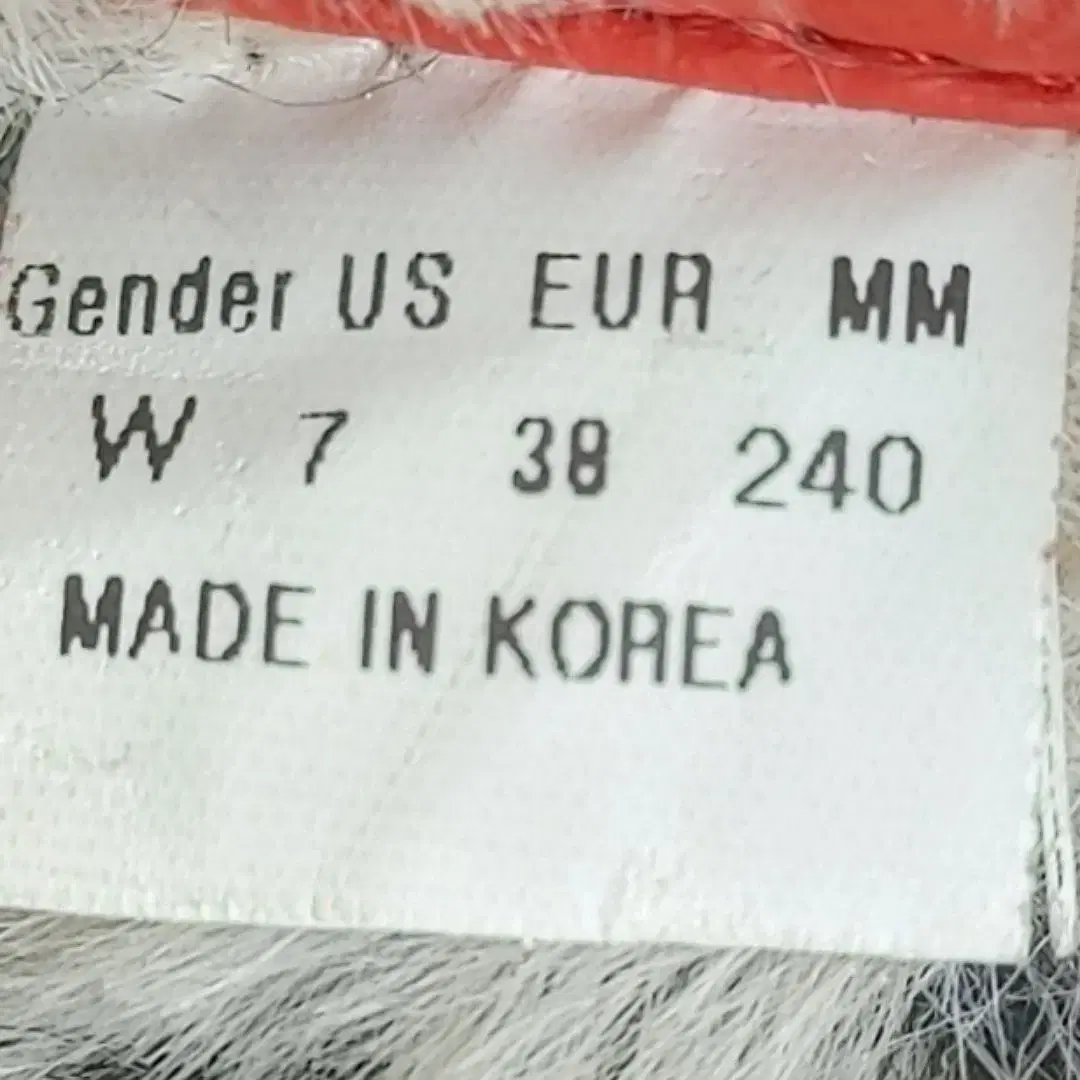 Gender US EUR MM
W 7 38 240
MADE IN KOREA